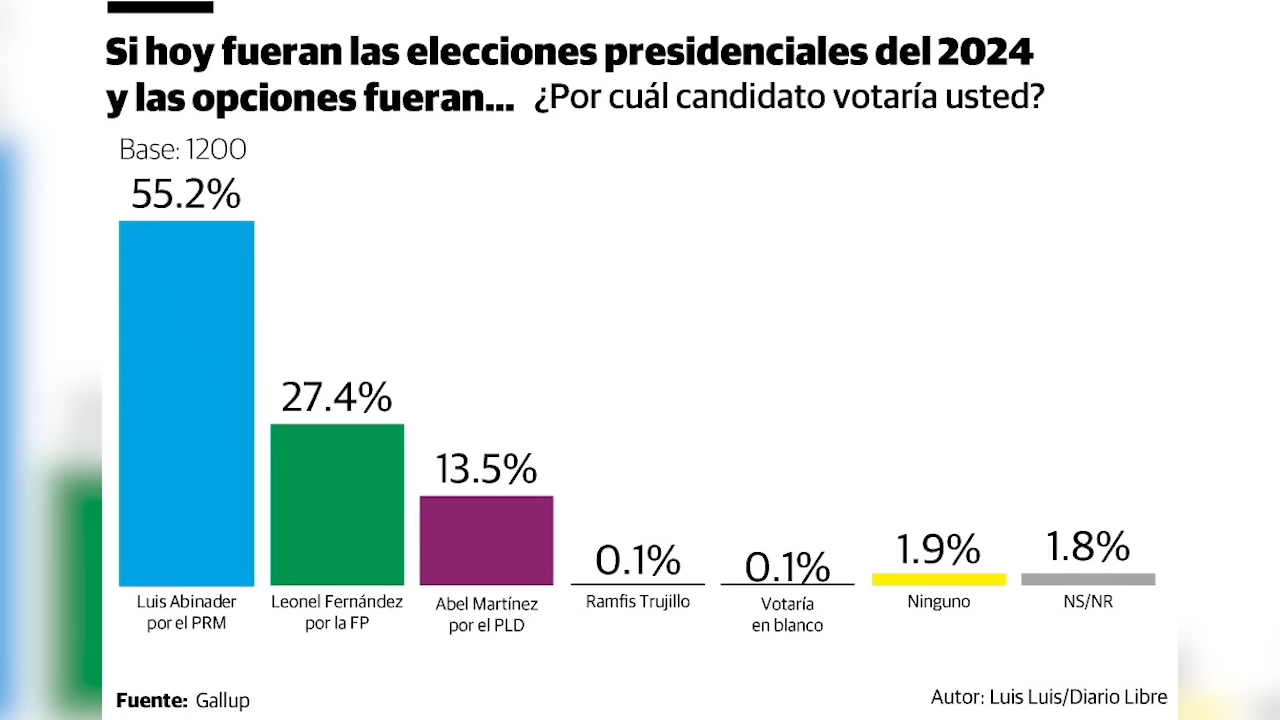 Si hoy fueran las elecciones presidenciales del 2024
y las opciones fueran... ¿Por cuál candidato votaría usted?
Base: 1200
55.2%
27.4%
13.5%
0.1%
0.1%
1.9%
1.8%
Luis Abinader
por el PRM
Leonel Fernández
por la FP
Abel Martínez
por el PLD
Ramfis Trujillo
Votaría
en blanco
Ninguno
NS/NR
Fuente: Gallup
Autor: Luis Luis/Diario Libre